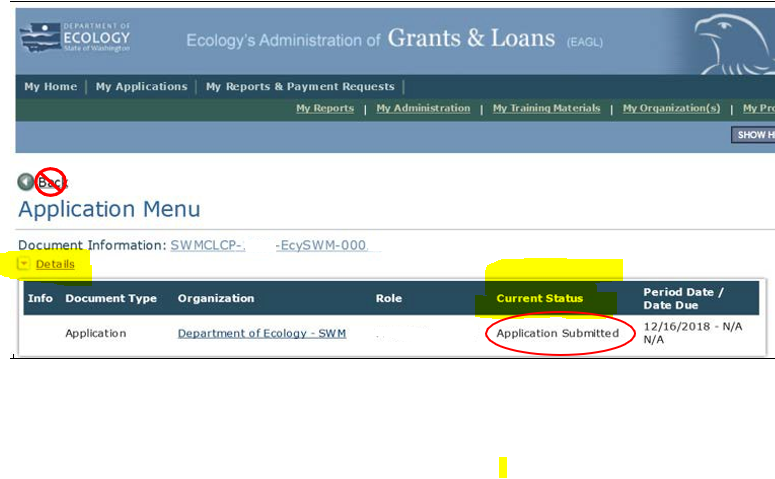 DEPARTMENT OF
ECOLOGY
State of Washington
Ecology's Administration of Grants & Loans (EAGL)
My Home | My Applications | My Reports & Payment Requests |
My Reports | My Administration | My Training Materials | My Organization(s) | My Pro
SHOW H
Back
Application Menu
Document Information: SWMCLCP- -EcySWM-000
Details
Info Document Type Organization Role Current Status Period Date / Date Due
Application Department of Ecology - SWM Application Submitted 12/16/2018 - N/A
N/A